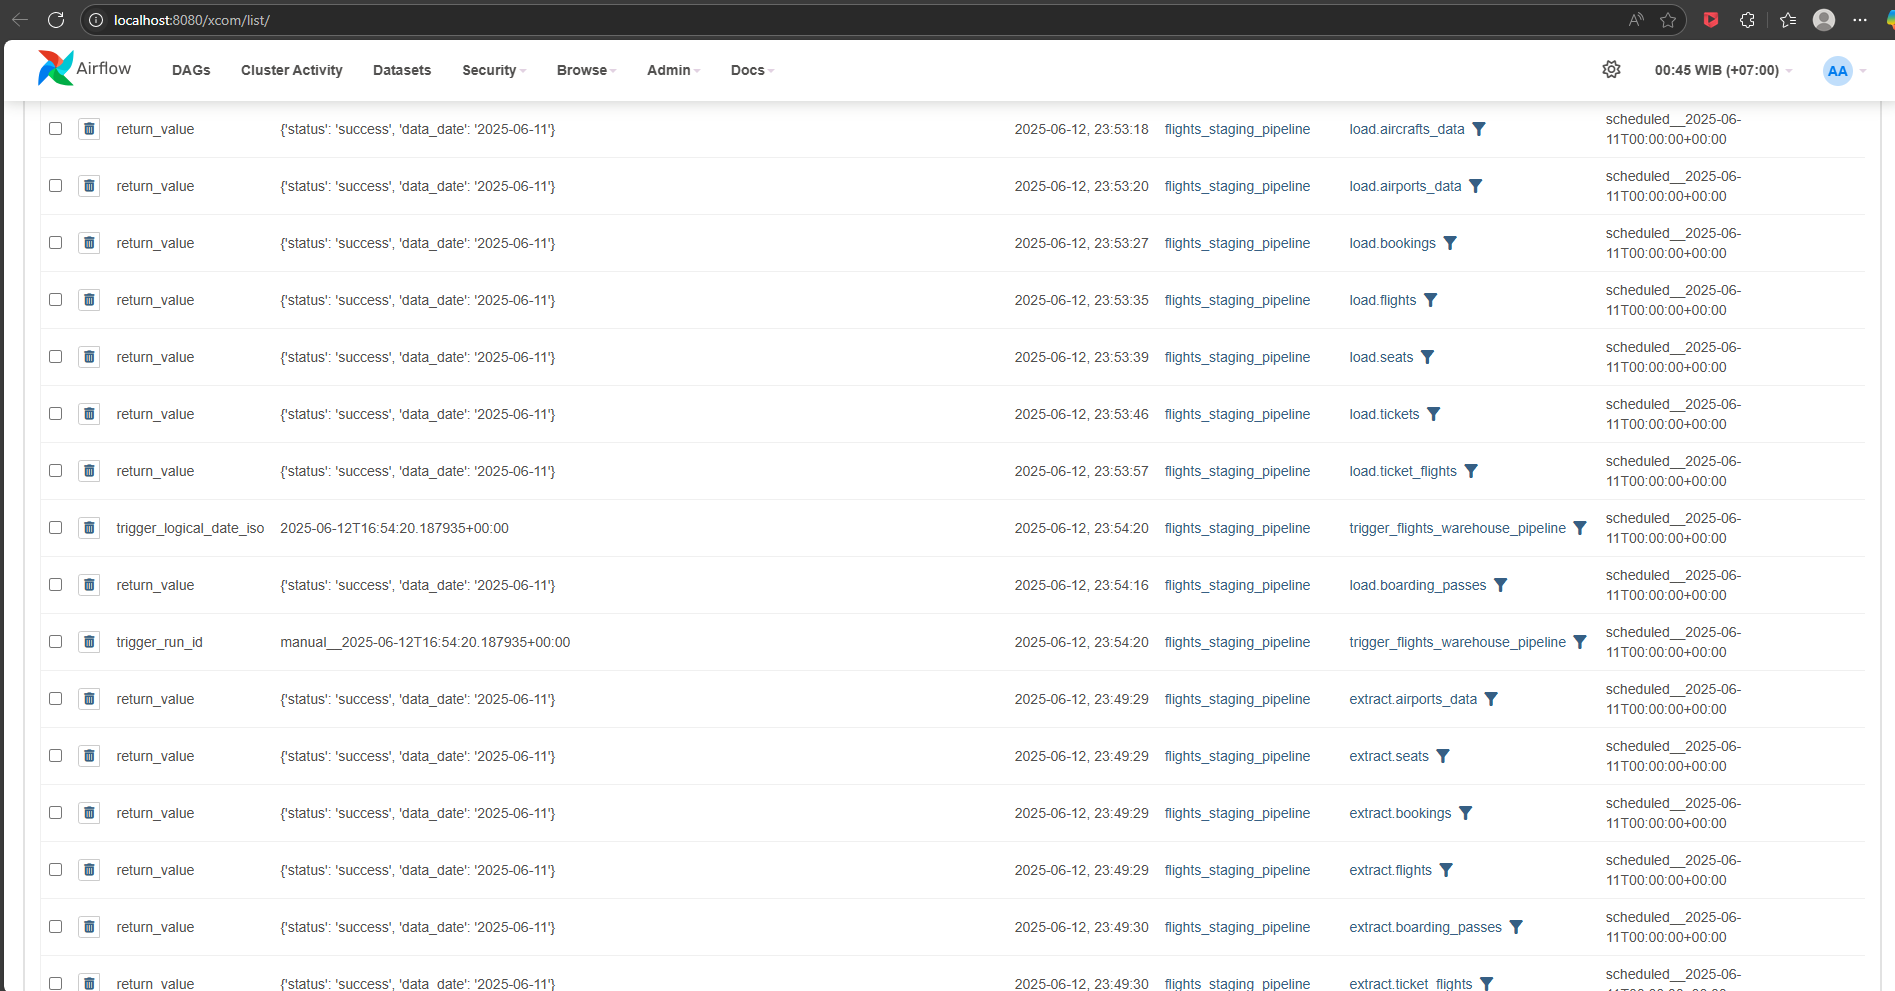 localhost:8080/xcom/list/
Airflow DAGs Cluster Activity Datasets Security Browse Admin Docs 00:45 WIB (+07:00) AA
return_value {'status': 'success', 'data_date': '2025-06-11'} 2025-06-12, 23:53:18 flights_staging_pipeline load.aircrafts_data scheduled__2025-06-
11T00:00:00+00:00
return_value {'status': 'success', 'data_date': '2025-06-11'} 2025-06-12, 23:53:20 flights_staging_pipeline load.airports_data scheduled__2025-06-
11T00:00:00+00:00
return_value {'status': 'success', 'data_date': '2025-06-11'} 2025-06-12, 23:53:27 flights_staging_pipeline load.bookings scheduled__2025-06-
11T00:00:00+00:00
return_value {'status': 'success', 'data_date': '2025-06-11'} 2025-06-12, 23:53:35 flights_staging_pipeline load.flights scheduled__2025-06-
11T00:00:00+00:00
return_value {'status': 'success', 'data_date': '2025-06-11'} 2025-06-12, 23:53:39 flights_staging_pipeline load.seats scheduled__2025-06-
11T00:00:00+00:00
return_value {'status': 'success', 'data_date': '2025-06-11'} 2025-06-12, 23:53:46 flights_staging_pipeline load.tickets scheduled__2025-06-
11T00:00:00+00:00
return_value {'status': 'success', 'data_date': '2025-06-11'} 2025-06-12, 23:53:57 flights_staging_pipeline load.ticket_flights scheduled__2025-06-
11T00:00:00+00:00
trigger_logical_date_iso 2025-06-12T16:54:20.187935+00:00 2025-06-12, 23:54:20 flights_staging_pipeline trigger_flights_warehouse_pipeline scheduled__2025-06-
11T00:00:00+00:00
return_value {'status': 'success', 'data_date': '2025-06-11'} 2025-06-12, 23:54:16 flights_staging_pipeline load.boarding_passes scheduled__2025-06-
11T00:00:00+00:00
trigger_run_id manual__2025-06-12T16:54:20.187935+00:00 2025-06-12, 23:54:20 flights_staging_pipeline trigger_flights_warehouse_pipeline scheduled__2025-06-
11T00:00:00+00:00
return_value {'status': 'success', 'data_date': '2025-06-11'} 2025-06-12, 23:49:29 flights_staging_pipeline extract.airports_data scheduled__2025-06-
11T00:00:00+00:00
return_value {'status': 'success', 'data_date': '2025-06-11'} 2025-06-12, 23:49:29 flights_staging_pipeline extract.seats scheduled__2025-06-
11T00:00:00+00:00
return_value {'status': 'success', 'data_date': '2025-06-11'} 2025-06-12, 23:49:29 flights_staging_pipeline extract.bookings scheduled__2025-06-
11T00:00:00+00:00
return_value {'status': 'success', 'data_date': '2025-06-11'} 2025-06-12, 23:49:29 flights_staging_pipeline extract.flights scheduled__2025-06-
11T00:00:00+00:00
return_value {'status': 'success', 'data_date': '2025-06-11'} 2025-06-12, 23:49:30 flights_staging_pipeline extract.boarding_passes scheduled__2025-06-
11T00:00:00+00:00
return_value {'status': 'success', 'data_date': '2025-06-11'} 2025-06-12, 23:49:30 flights_staging_pipeline extract.ticket_flights scheduled__2025-06-